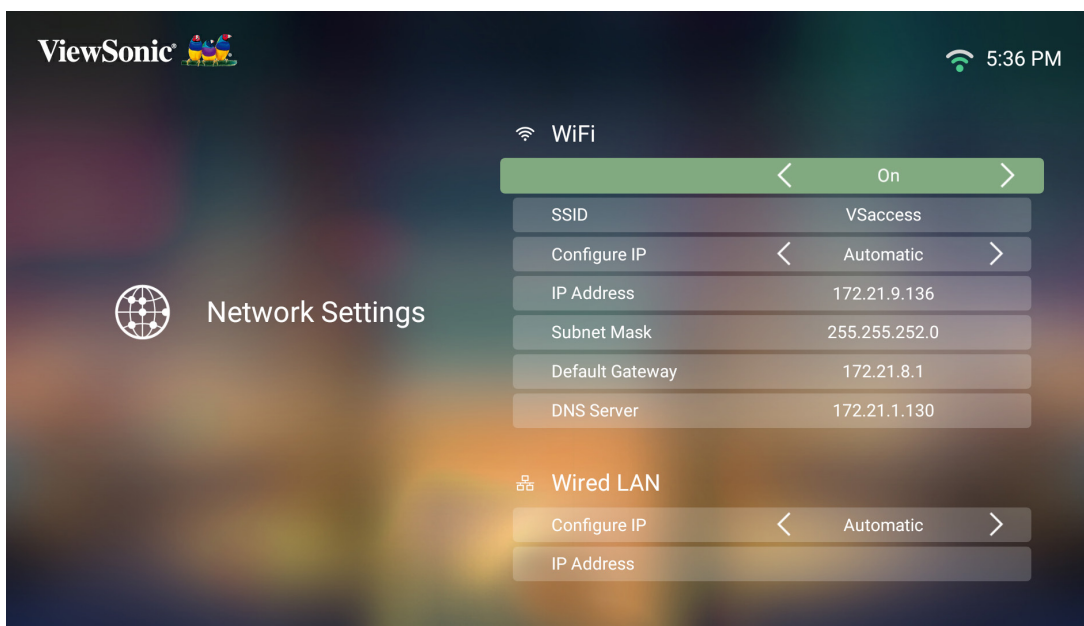 ViewSonic®
5:36 PM
WiFi
On
SSID VSaccess
Configure IP Automatic
Network Settings
IP Address 172.21.9.136
Subnet Mask 255.255.252.0
Default Gateway 172.21.8.1
DNS Server 172.21.1.130
Wired LAN
Configure IP Automatic
IP Address